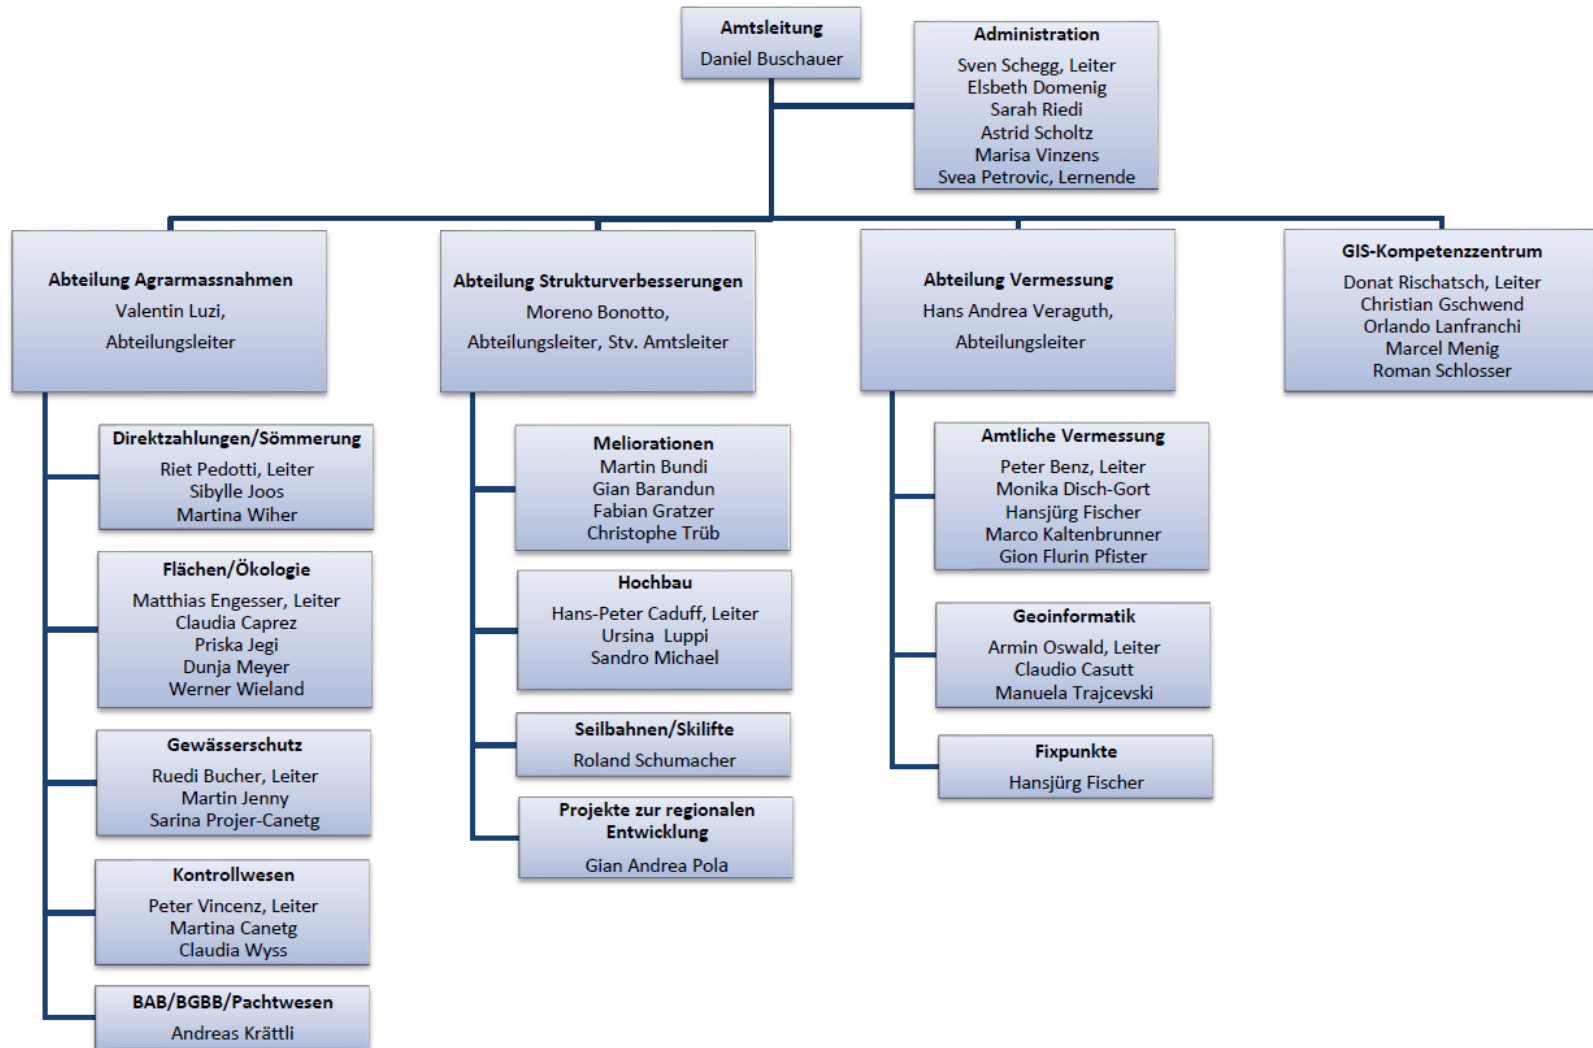 Amtsleitung
Daniel Buschauer
Administration
Sven Schegg, Leiter
Elsbeth Domenig
Sarah Riedi
Astrid Scholtz
Marisa Vinzens
Svea Petrovic, Lernende
Abteilung Agrarmassnahmen
Valentin Luzi,
Abteilungsleiter
Direktzahlungen/Sömmerung
Riet Pedotti, Leiter
Sibylle Joos
Martina Wiher
Flächen/Ökologie
Matthias Engesser, Leiter
Claudia Caprez
Priska Jegi
Dunja Meyer
Werner Wieland
Gewässerschutz
Ruedi Bucher, Leiter
Martin Jenny
Sarina Projer-Canetg
Kontrollwesen
Peter Vincenz, Leiter
Martina Canetg
Claudia Wyss
BAB/BGBB/Pachtwesen
Andreas Krättli
Abteilung Strukturverbesserungen
Moreno Bonotto,
Abteilungsleiter, Stv. Amtsleiter
Meliorationen
Martin Bundi
Gian Barandun
Fabian Gratzer
Christophe Trüb
Hochbau
Hans-Peter Caduff, Leiter
Ursina Luppi
Sandro Michael
Seilbahnen/Skilifte
Roland Schumacher
Projekte zur regionalen
Entwicklung
Gian Andrea Pola
Abteilung Vermessung
Hans Andrea Veraguth,
Abteilungsleiter
Amtliche Vermessung
Peter Benz, Leiter
Monika Disch-Gort
Hansjürg Fischer
Marco Kaltenbrunner
Gion Flurin Pfister
Geoinformatik
Armin Oswald, Leiter
Claudio Casutt
Manuela Trajcevski
Fixpunkte
Hansjürg Fischer
GIS-Kompetenzzentrum
Donat Rischatsch, Leiter
Christian Gschwend
Orlando Lanfranchi
Marcel Menig
Roman Schlosser